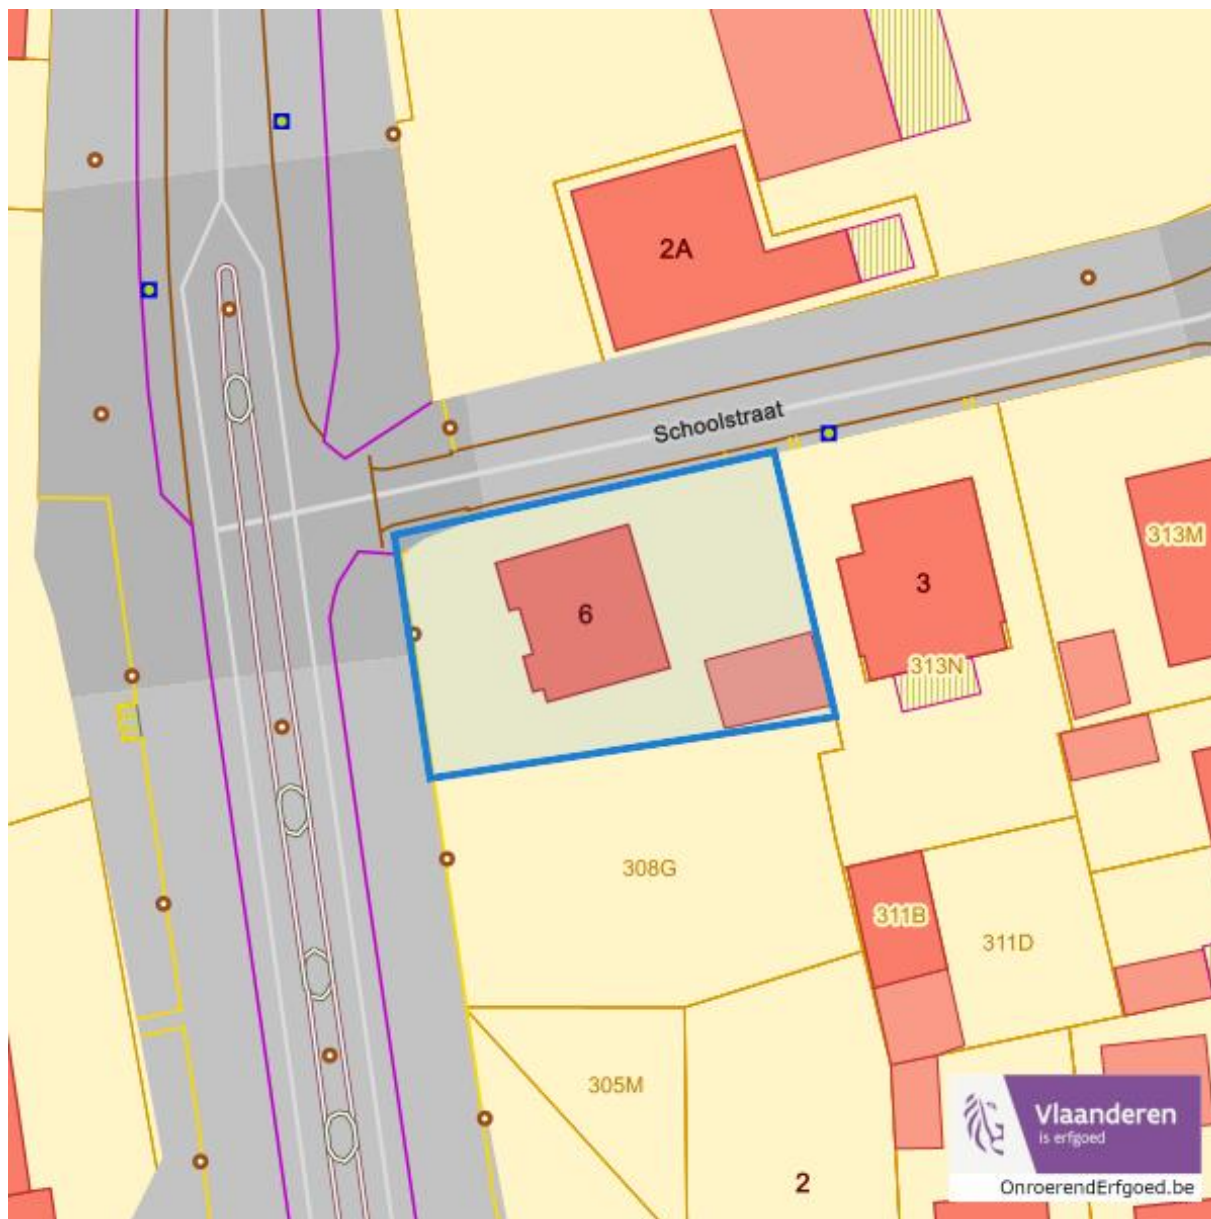 2A
Schoolstraat
313M
3
6
313N
308G
311B
311D
305M
2
Vlaanderen
is erfgoed
OnroerendErfgoed.be